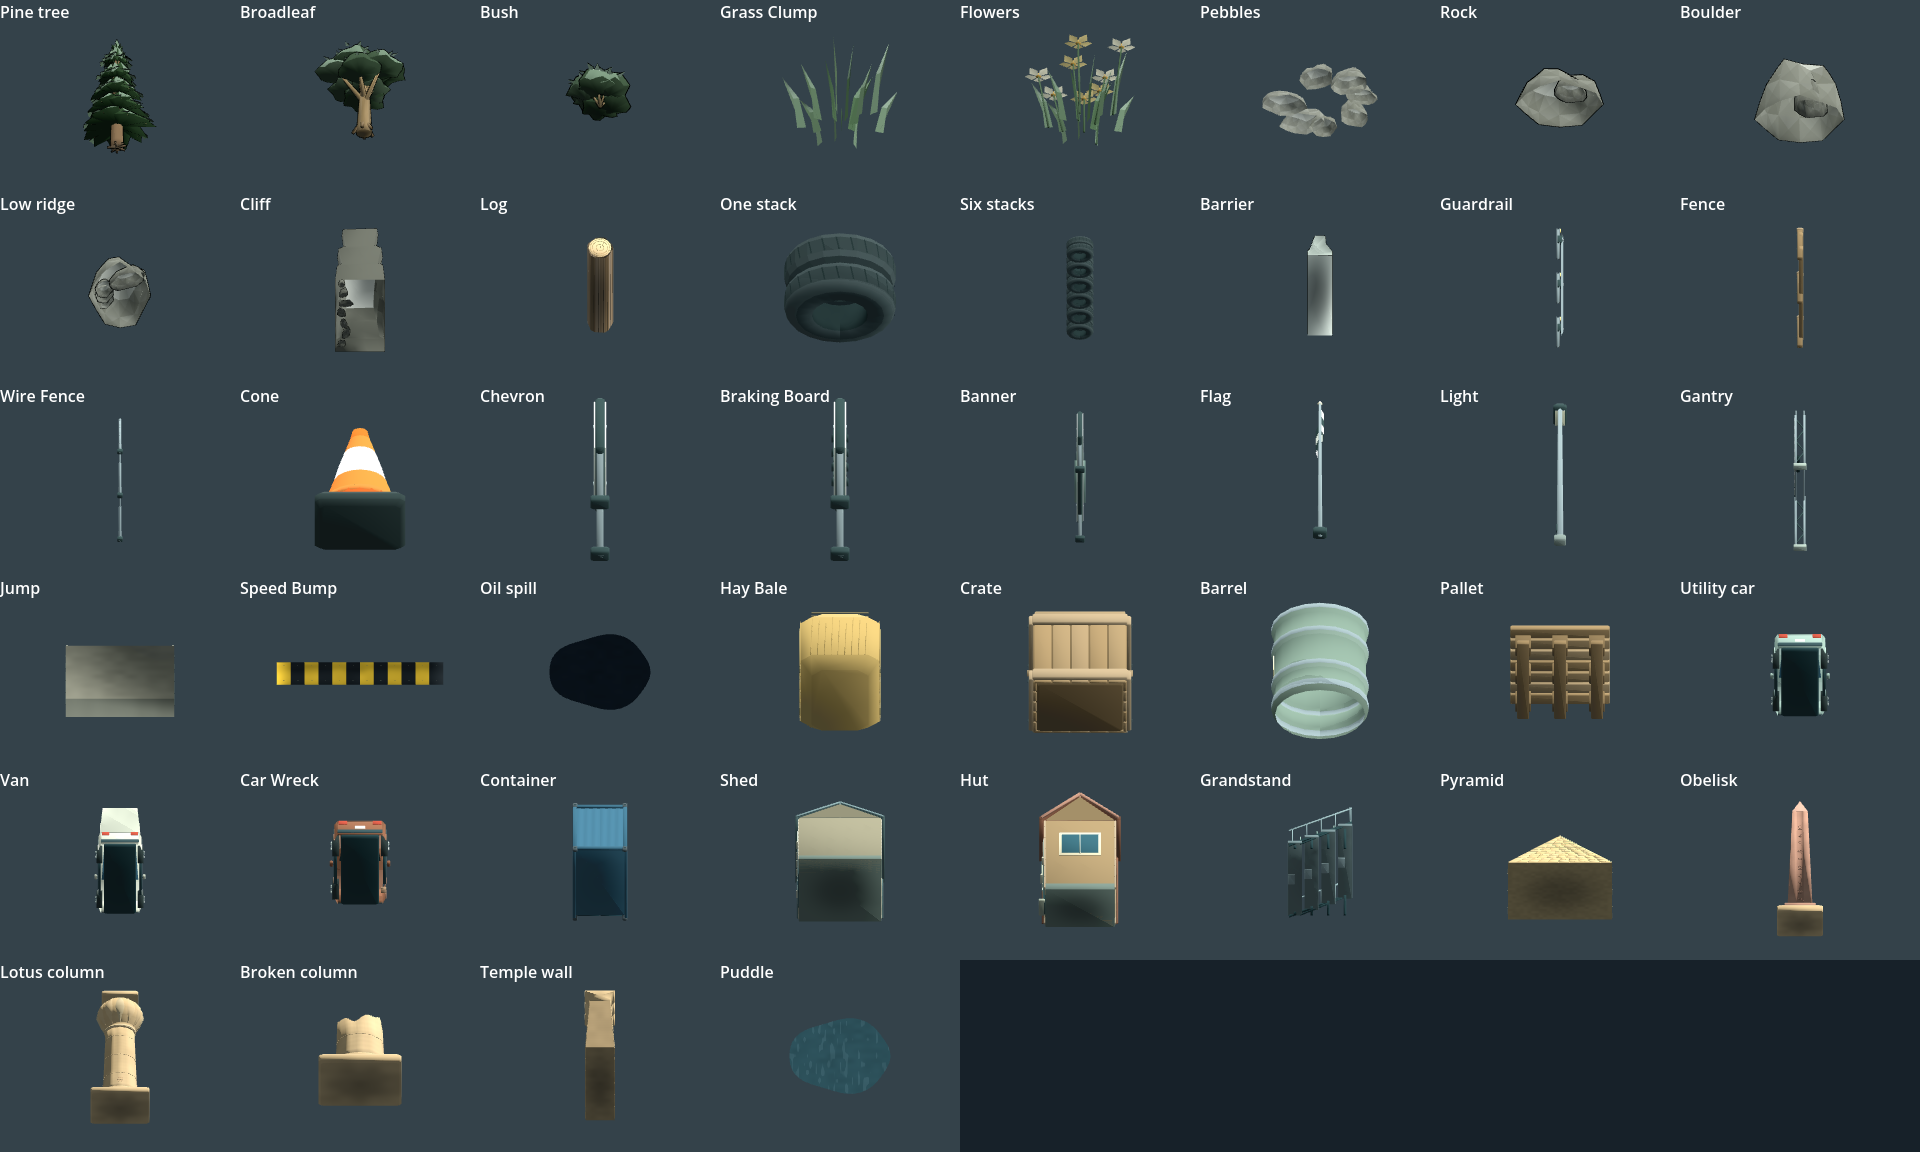 Pine tree
Broadleaf
Bush
Grass Clump
Flowers
Pebbles
Rock
Boulder
Low ridge
Cliff
Log
One stack
Six stacks
Barrier
Guardrail
Fence
Wire Fence
Cone
Chevron
Braking Board
Banner
Flag
Light
Gantry
Jump
Speed Bump
Oil spill
Hay Bale
Crate
Barrel
Pallet
Utility car
Van
Car Wreck
Container
Shed
Hut
Grandstand
Pyramid
Obelisk
Lotus column
Broken column
Temple wall
Puddle